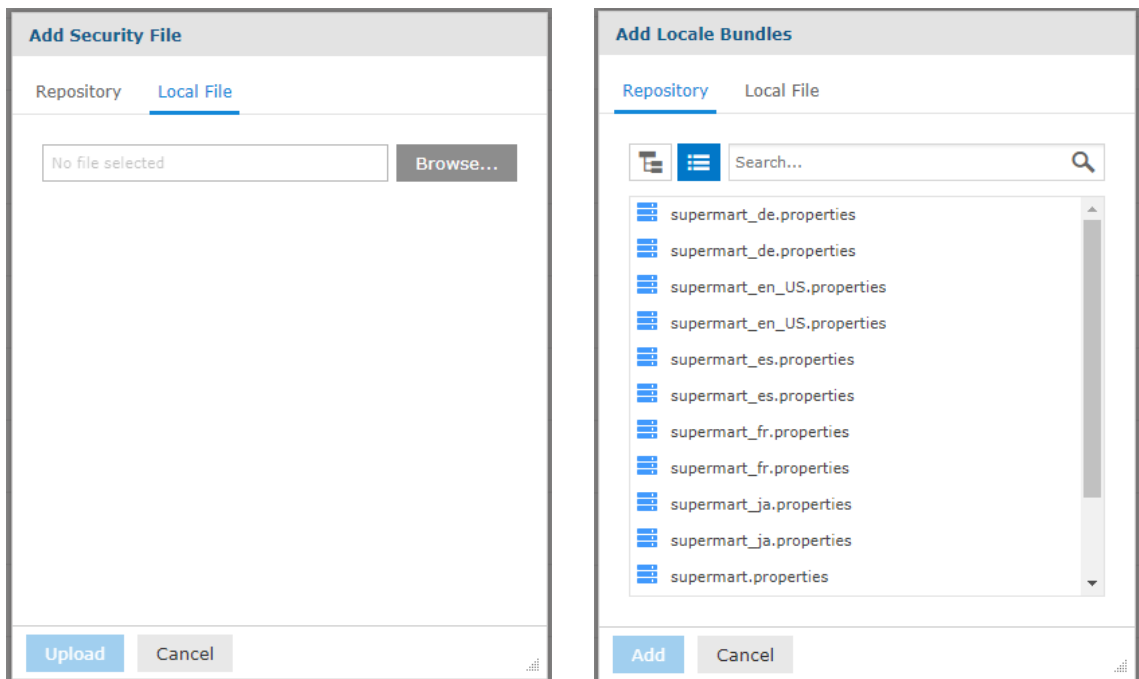 Add Security File
Repository Local File
No file selected Browse...
Upload Cancel
Add Locale Bundles
Repository Local File
Search...
supermart_de.properties
supermart_de.properties
supermart_en_US.properties
supermart_en_US.properties
supermart_es.properties
supermart_es.properties
supermart_fr.properties
supermart_fr.properties
supermart_ja.properties
supermart_ja.properties
supermart.properties
Add Cancel